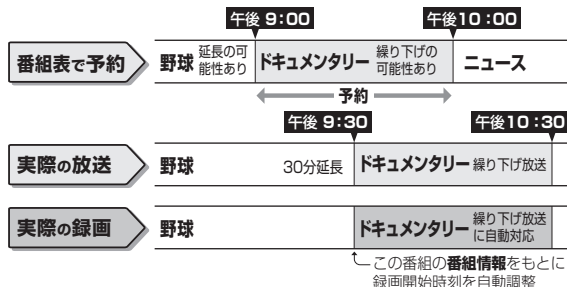 午後 9:00 午後10:00
番組表で予約 野球 延長の可能性あり ドキュメンタリー 繰り下げの可能性あり ニュース
予約
午後 9:30 午後10:30
実際の放送 野球 30分延長 ドキュメンタリー 繰り下げ放送
実際の録画 野球 ドキュメンタリー 繰り下げ放送に自動対応
この番組の番組情報をもとに
録画開始時刻を自動調整